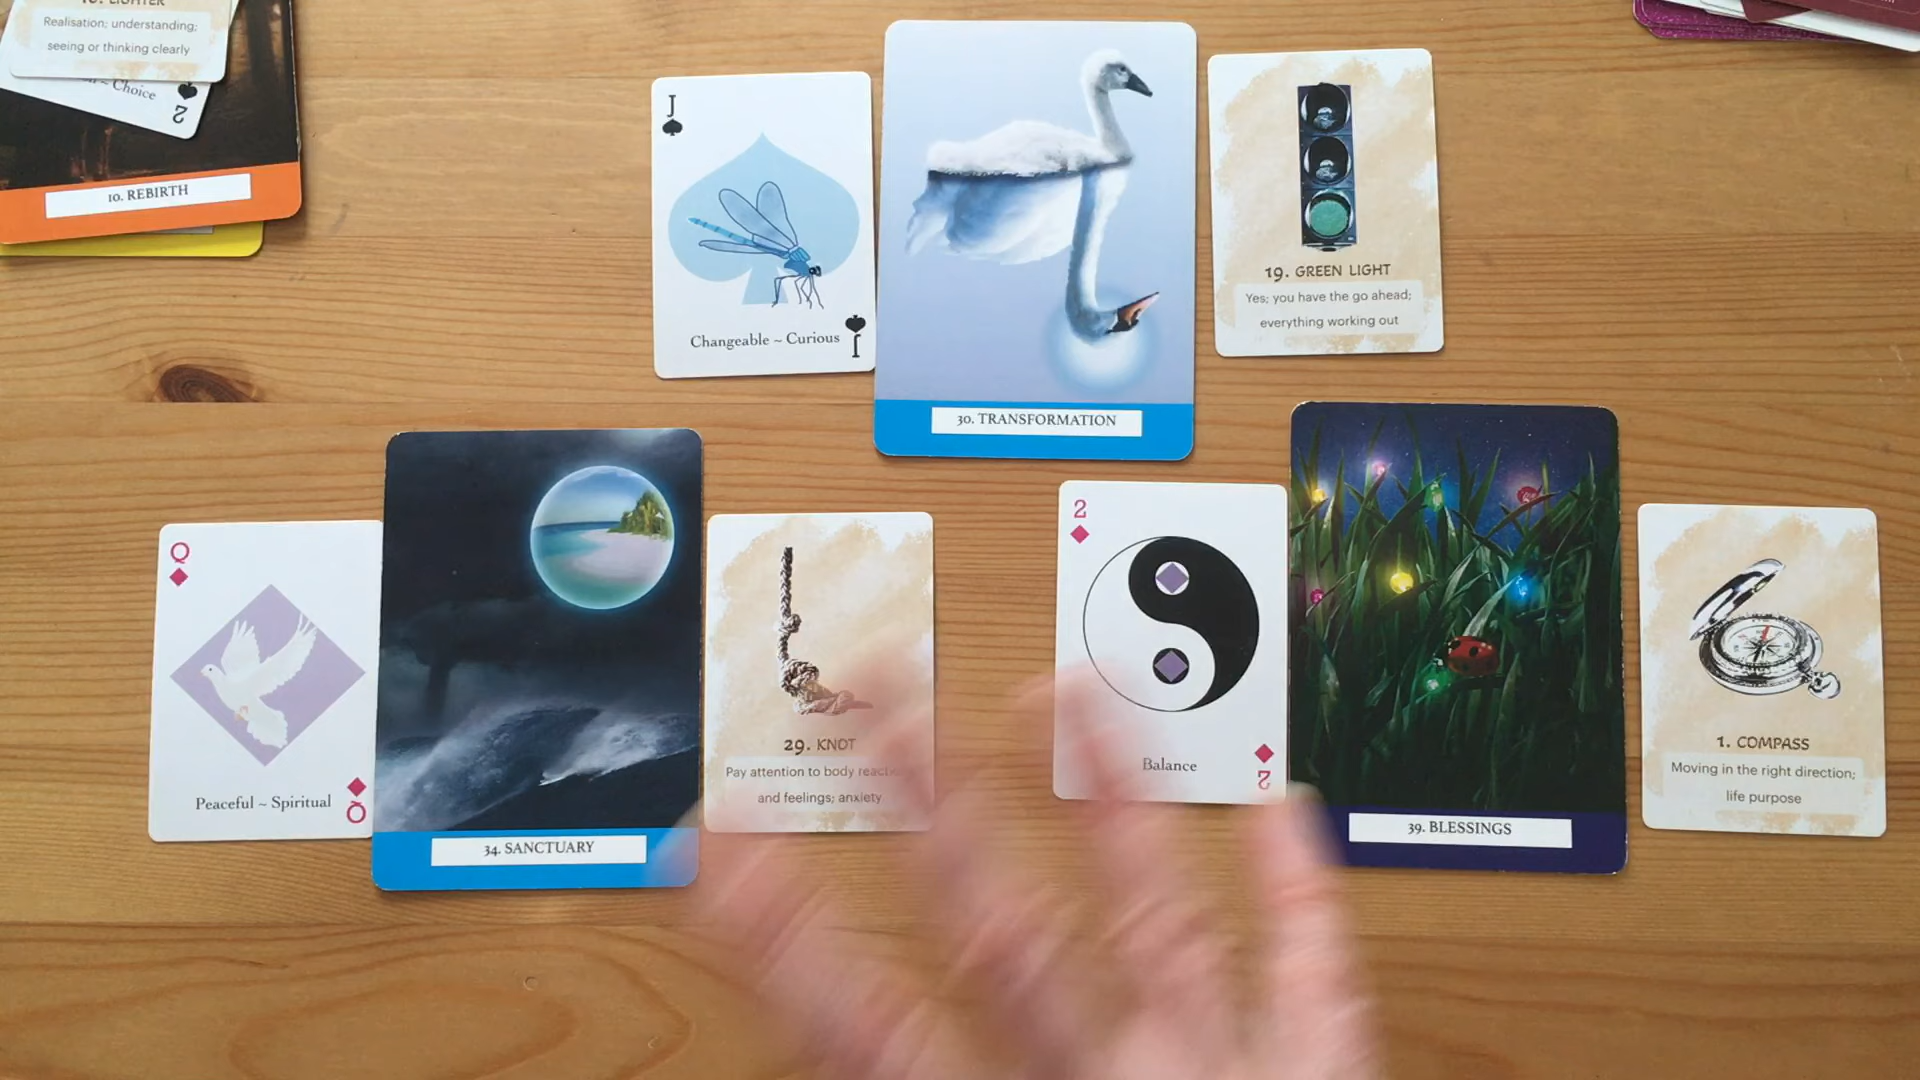 LIGHTER
Realisation; understanding;
seeing or thinking clearly
~ Choice
2
10. REBIRTH
J
Changeable ~ Curious
J
30. TRANSFORMATION
19. GREEN LIGHT
Yes; you have the go ahead;
everything working out
Q
Peaceful ~ Spiritual
Q
34. SANCTUARY
29. KNOT
Pay attention to body
and feelings; anxiety
2
Balance
2
39. BLESSINGS
1. COMPASS
Moving in the right direction;
life purpose